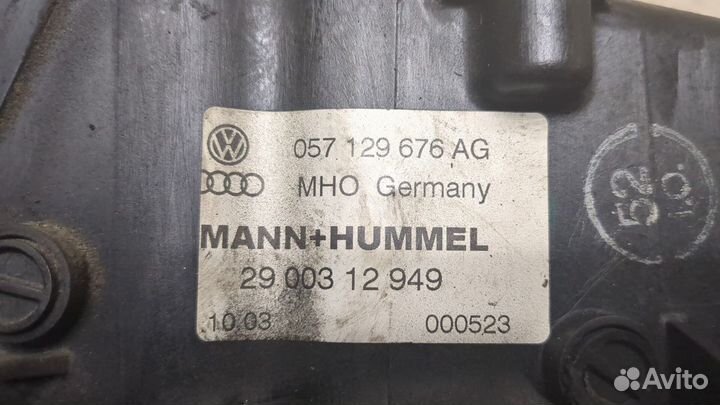 057 129 676 AG
MHO Germany
MANN+HUMMEL
29 003 12 949
10.03
000523
52
I.O.
Avito